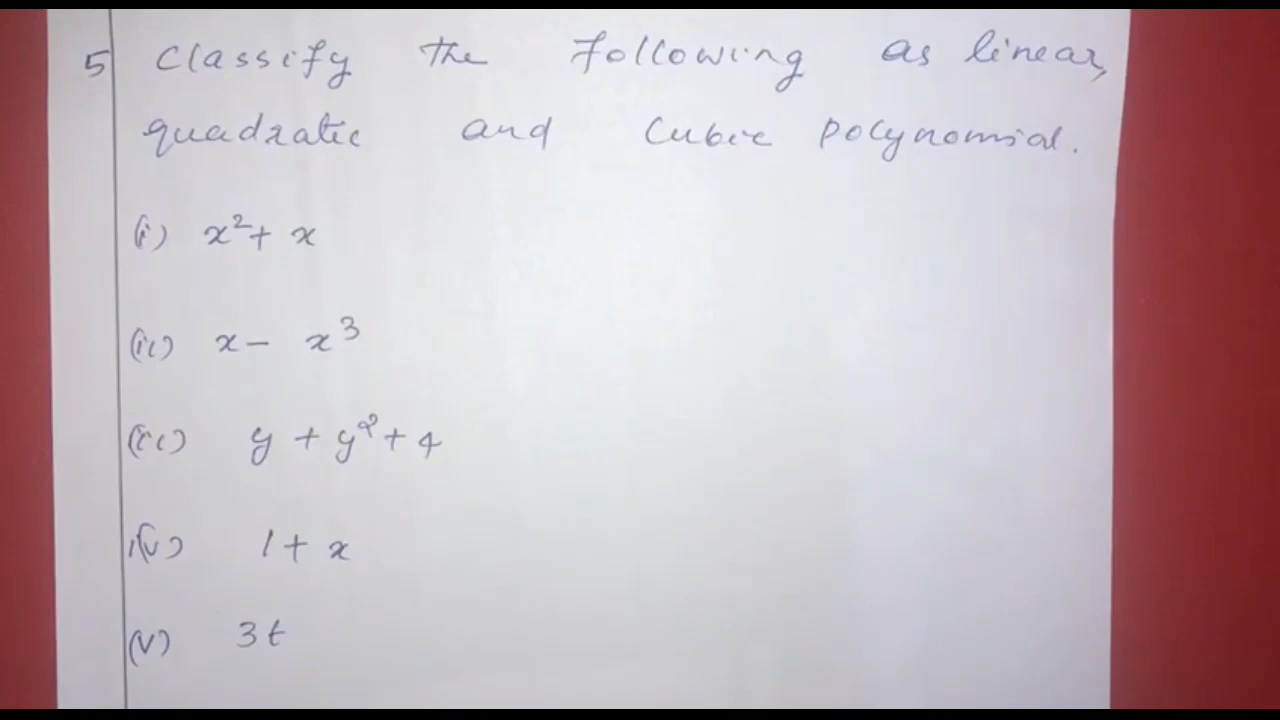 5 Classify the following as linear,
quadratic and cubic polynomial.
(i) x² + x
(ii) x - x³
(iii) y + y² + 4
(iv) 1 + x
(v) 3t